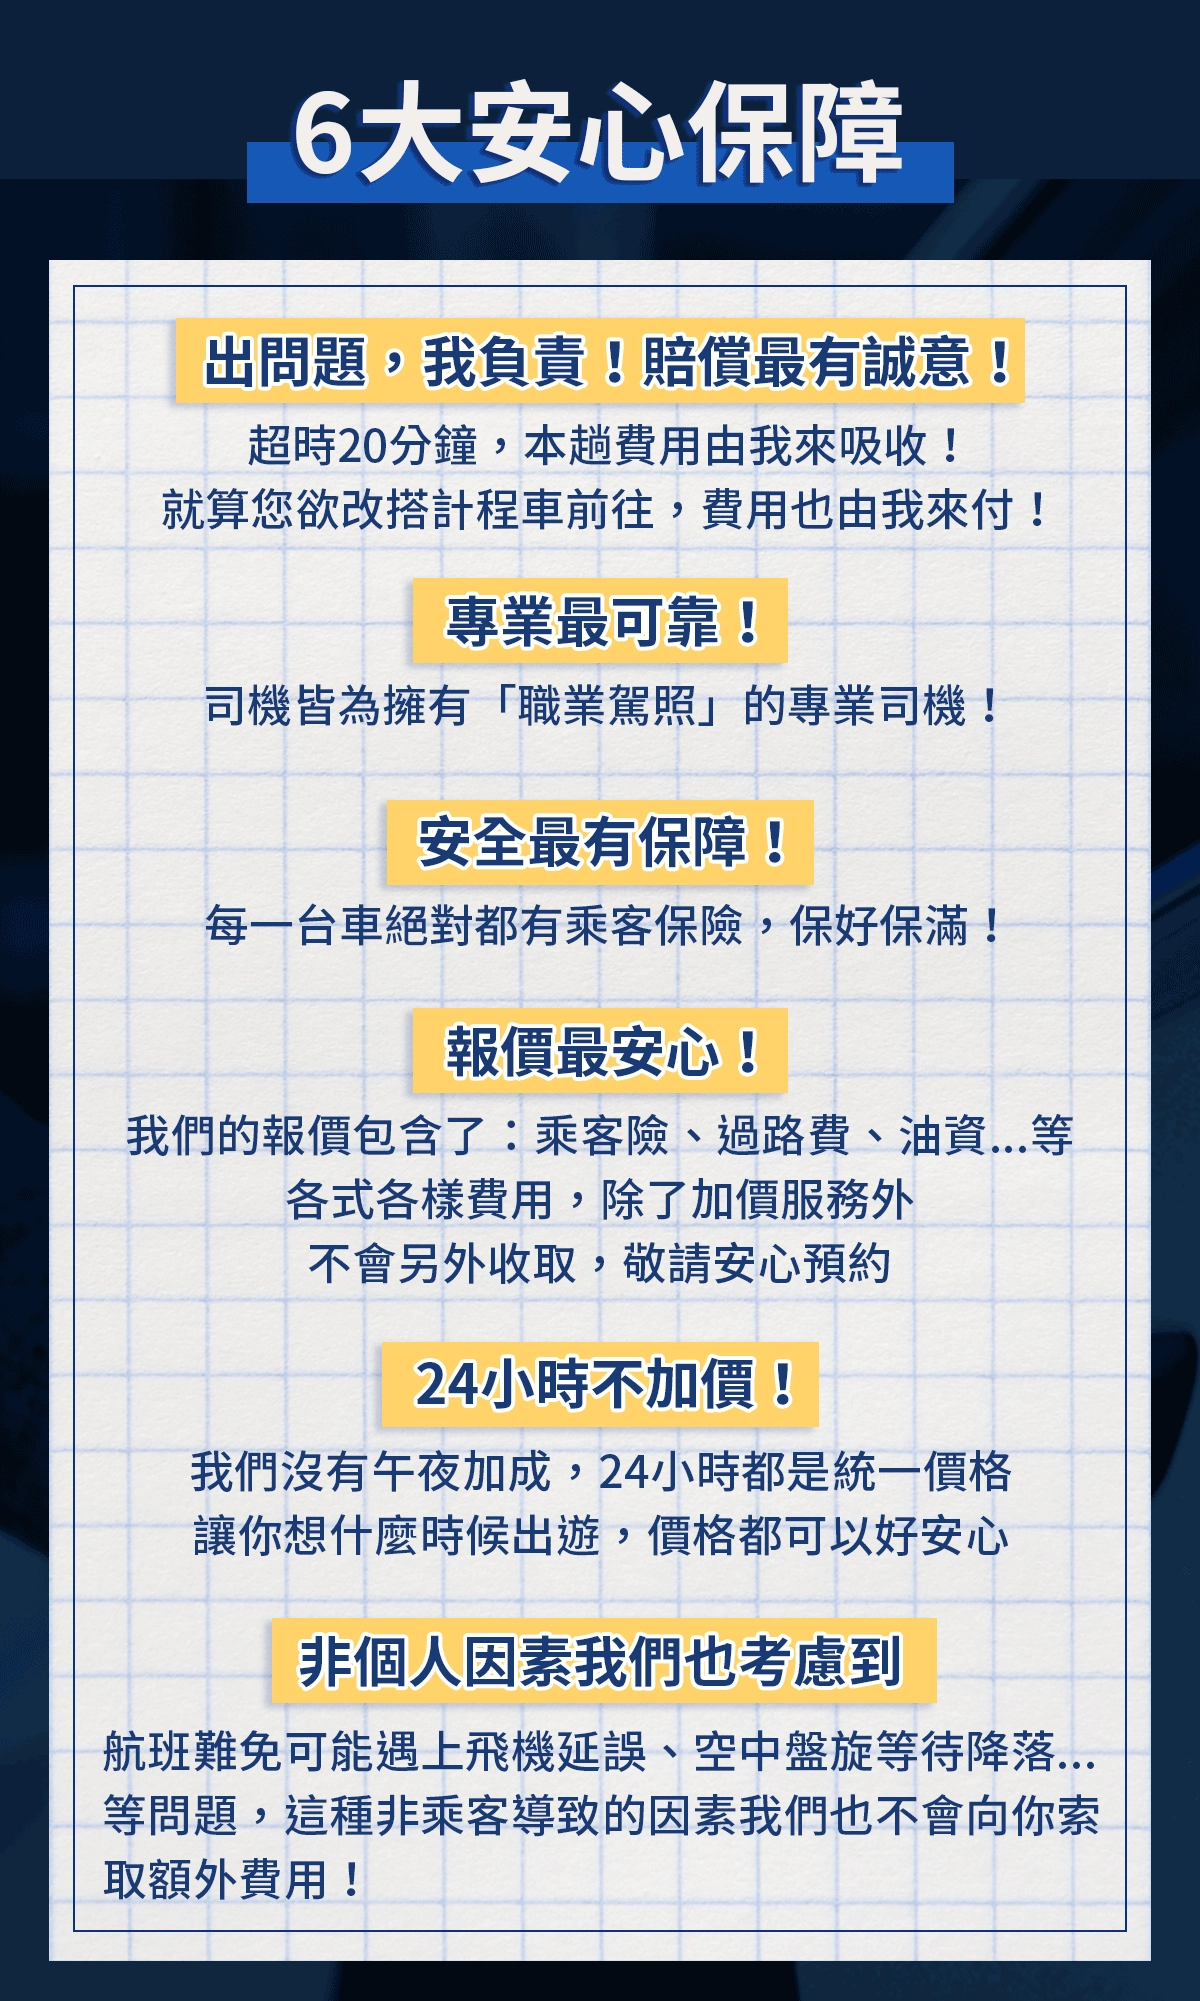 6大安心保障
出問題，我負責！賠償最有誠意！
超時20分鐘，本趟費用由我來吸收！
就算您欲改搭計程車前往，費用也由我來付！
專業最可靠！
司機皆為擁有「職業駕照」的專業司機！
安全最有保障！
每一台車絕對都有乘客保險，保好保滿！
報價最安心！
我們的報價包含了：乘客險、過路費、油資...等
各式各樣費用，除了加價服務外
不會另外收取，敬請安心預約
24小時不加價！
我們沒有午夜加成，24小時都是統一價格
讓你想什麼時候出遊，價格都可以好安心
非個人因素我們也考慮到
航班難免可能遇上飛機延誤、空中盤旋等待降落...
等問題，這種非乘客導致的因素我們也不會向你索
取額外費用！